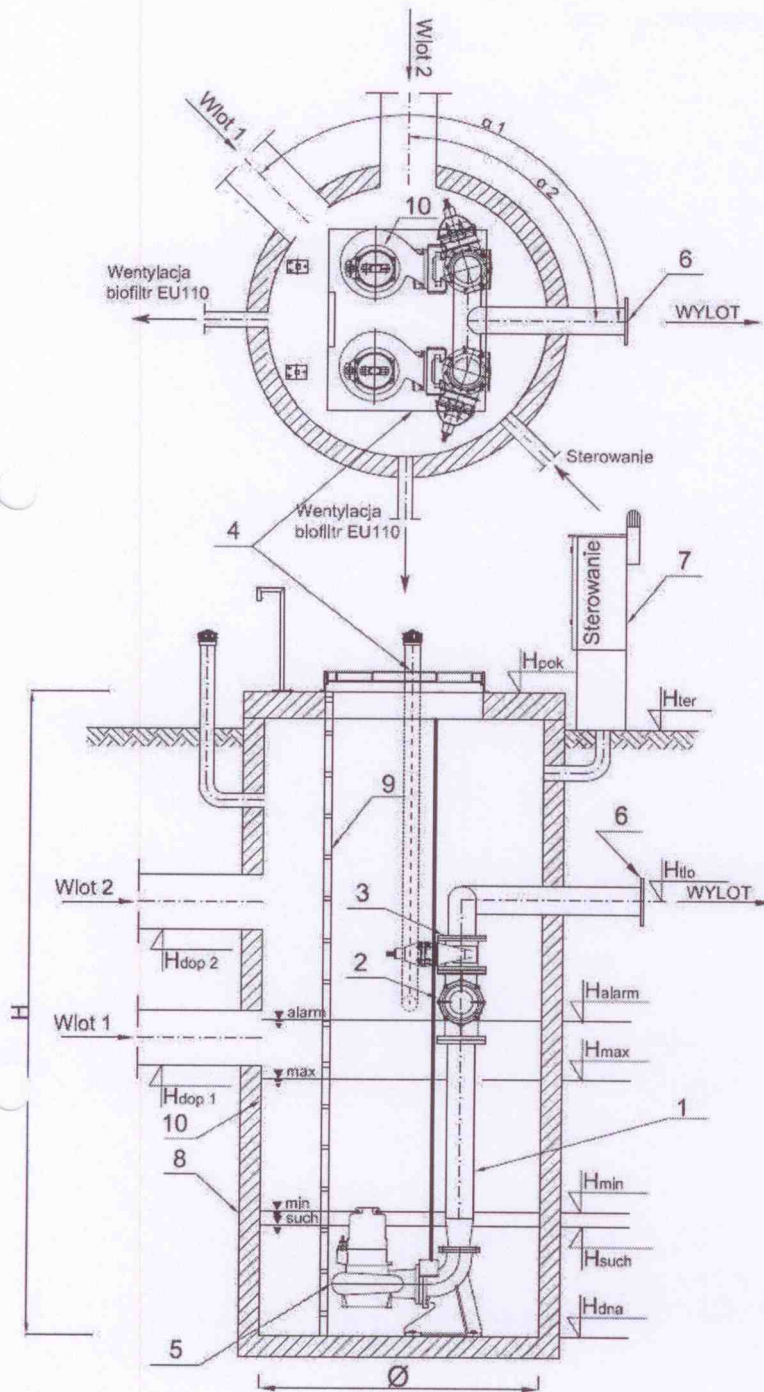 Wlot 2
Wlot 1
α1
α2
10
6
Wentylacja
biofiltr EU110
WYLOT
Sterowanie
Wentylacja
biofiltr EU110
4
Sterowanie
7
Hpok
Hter
9
6
Htło
Wlot 2
WYLOT
3
2
Hdop 2
H
alarm
Halarm
Wlot 1
max
Hmax
Hdop 1
10
1
8
min
Hmin
such
Hsuch
Hdna
5
Ø